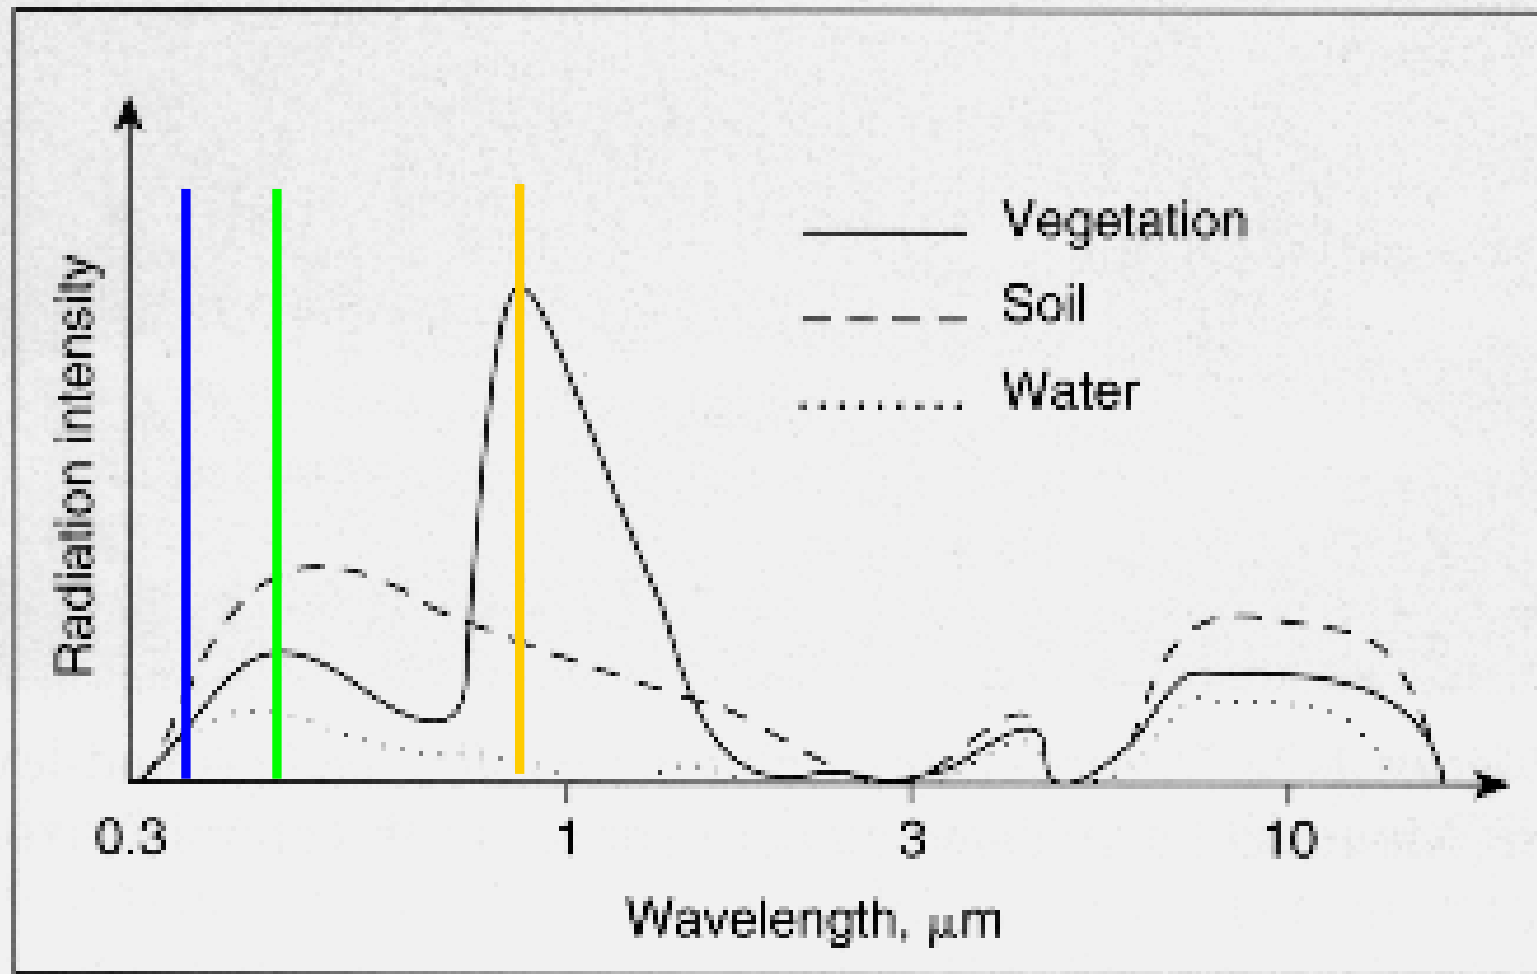 Radiation intensity
Vegetation
Soil
Water
0.3
1
3
10
Wavelength, μm